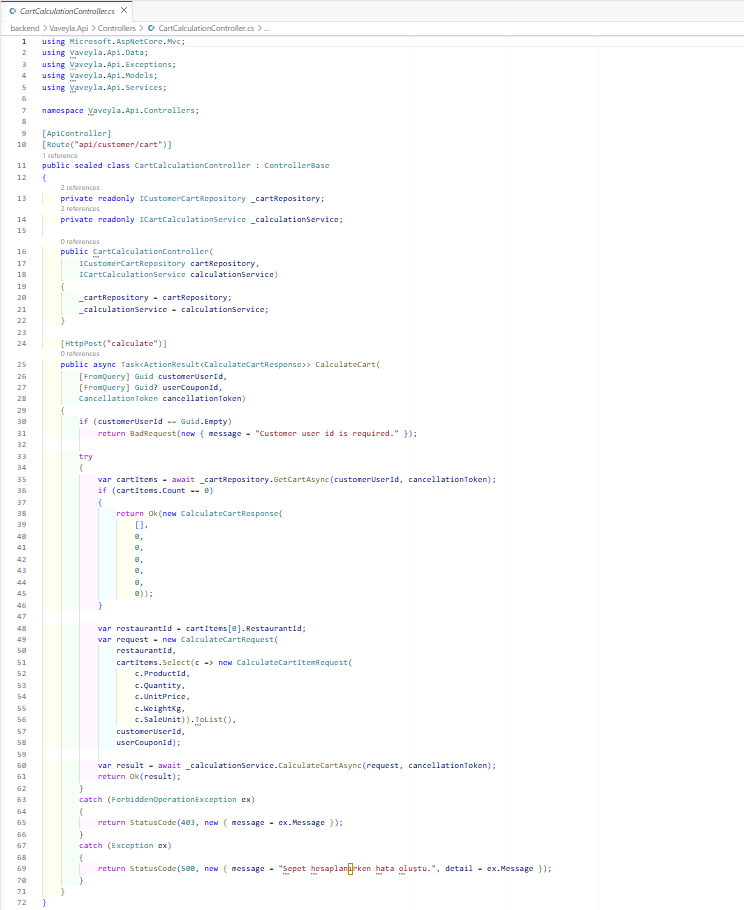 CartCalculationController.cs
backend > Vaveyla.Api > Controllers > CartCalculationController.cs > ...
1 using Microsoft.AspNetCore.Mvc;
2 using Vaveyla.Api.Data;
3 using Vaveyla.Api.Exceptions;
4 using Vaveyla.Api.Models;
5 using Vaveyla.Api.Services;
6
7 namespace Vaveyla.Api.Controllers;
8
9 [ApiController]
10 [Route("api/customer/cart")]
1 reference
11 public sealed class CartCalculationController : ControllerBase
12 {
2 references
13 private readonly ICustomerCartRepository _cartRepository;
2 references
14 private readonly ICartCalculationService _calculationService;
15
0 references
16 public CartCalculationController(
17 ICustomerCartRepository cartRepository,
18 ICartCalculationService calculationService)
19 {
20 _cartRepository = cartRepository;
21 _calculationService = calculationService;
22 }
23
24 [HttpPost("calculate")]
0 references
25 public async Task<ActionResult<CalculateCartResponse>> CalculateCart(
26 [FromQuery] Guid customerUserId,
27 [FromQuery] Guid? userCouponId,
28 CancellationToken cancellationToken)
29 {
30 if (customerUserId == Guid.Empty)
31 return BadRequest(new { message = "Customer user id is required." });
32
33 try
34 {
35 var cartItems = await _cartRepository.GetCartAsync(customerUserId, cancellationToken);
36 if (cartItems.Count == 0)
37 {
38 return Ok(new CalculateCartResponse(
39 [],
40 0,
41 0,
42 0,
43 0,
44 0,
45 0));
46 }
47
48 var restaurantId = cartItems[0].RestaurantId;
49 var request = new CalculateCartRequest(
50 restaurantId,
51 cartItems.Select(c => new CalculateCartItemRequest(
52 c.ProductId,
53 c.Quantity,
54 c.UnitPrice,
55 c.WeightKg,
56 c.SaleUnit)).ToList(),
57 customerUserId,
58 userCouponId);
59
60 var result = await _calculationService.CalculateCartAsync(request, cancellationToken);
61 return Ok(result);
62 }
63 catch (ForbiddenOperationException ex)
64 {
65 return StatusCode(403, new { message = ex.Message });
66 }
67 catch (Exception ex)
68 {
69 return StatusCode(500, new { message = "Sepet hesaplanırken hata olustu.", detail = ex.Message });
70 }
71 }
72 }